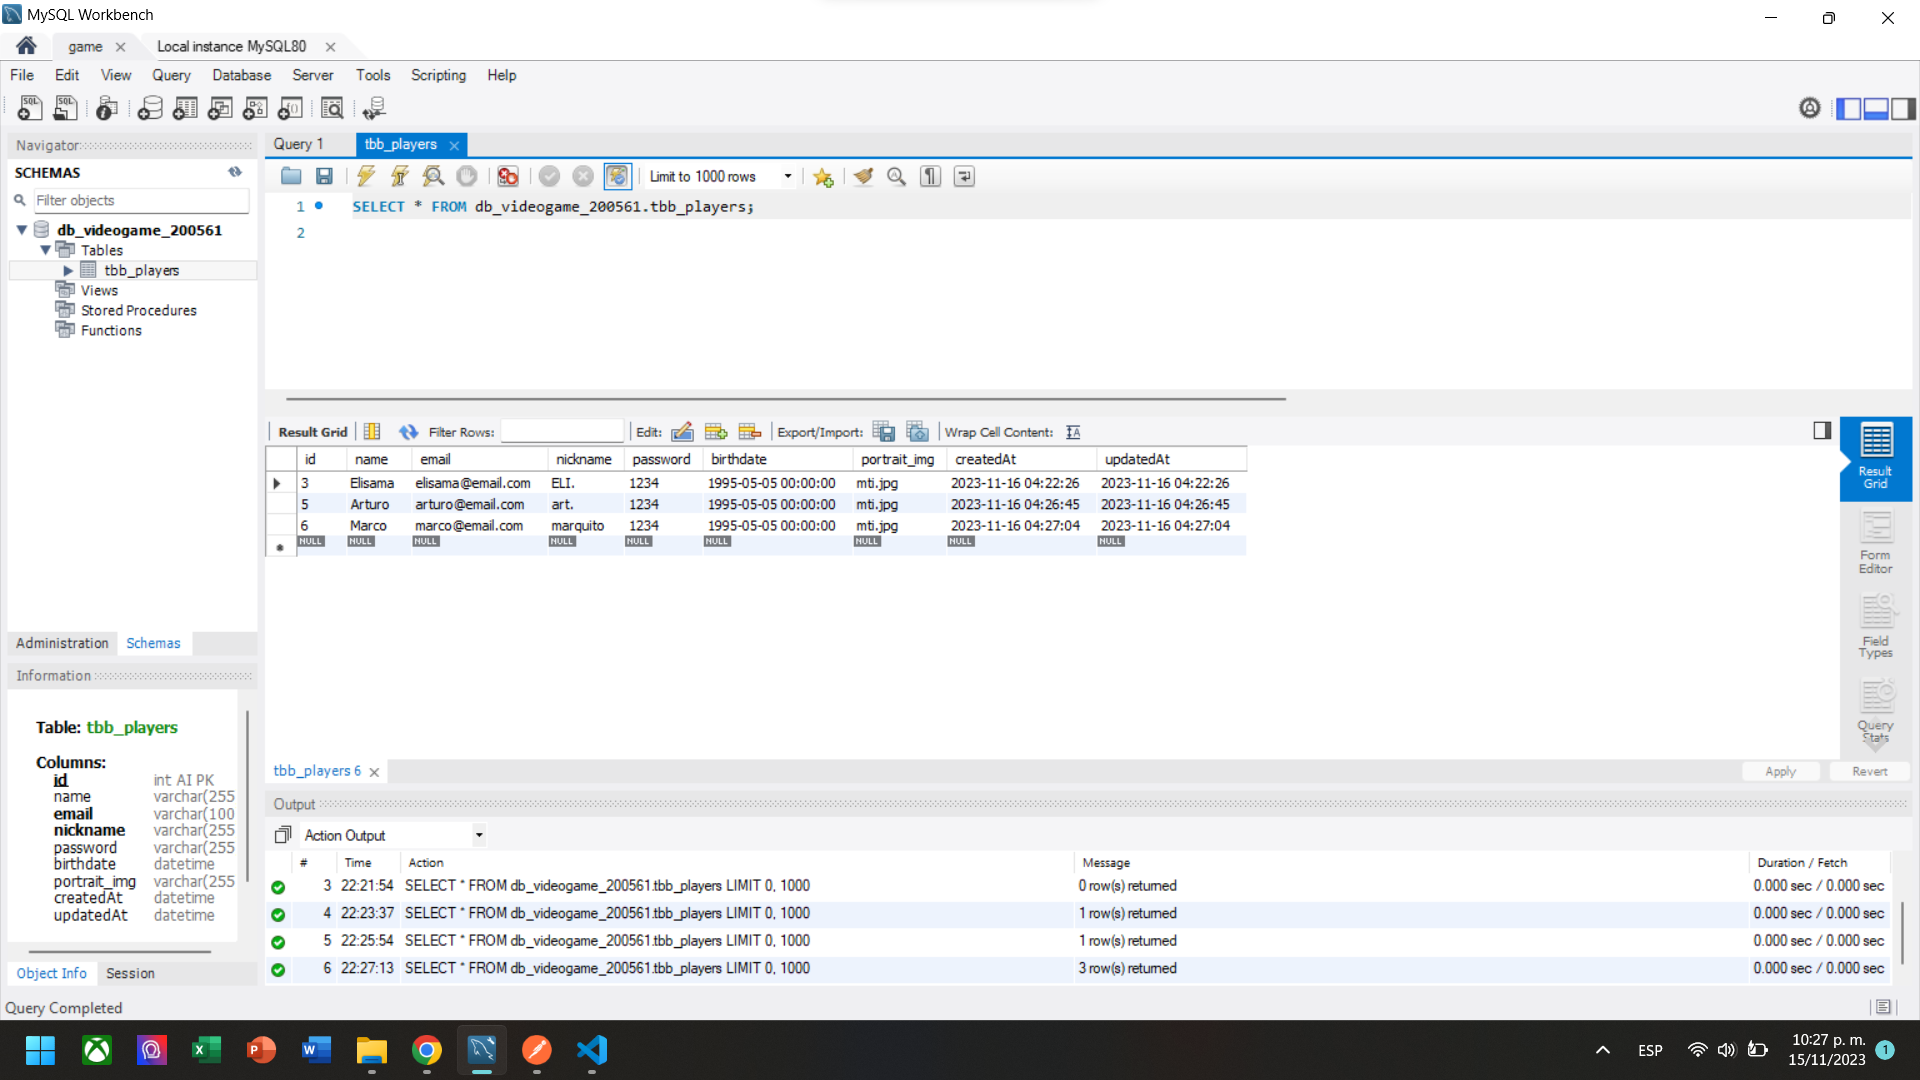 MySQL Workbench
game
Local instance MySQL80
File Edit View Query Database Server Tools Scripting Help
Navigator
SCHEMAS
Filter objects
db_videogame_200561
Tables
tbb_players
Views
Stored Procedures
Functions
Administration Schemas
Information
Table: tbb_players
Columns:
id int AI PK
name varchar(255
email varchar(100
nickname varchar(255
password varchar(255
birthdate datetime
portrait_img varchar(255
createdAt datetime
updatedAt datetime
Object Info Session
Query Completed
Query 1 tbb_players
Limit to 1000 rows
1 SELECT * FROM db_videogame_200561.tbb_players;
2
Result Grid Filter Rows: Edit: Export/Import: Wrap Cell Content:
id name email nickname password birthdate portrait_img createdAt updatedAt
3 Elisama elisama@email.com ELI. 1234 1995-05-05 00:00:00 mti.jpg 2023-11-16 04:22:26 2023-11-16 04:22:26
5 Arturo arturo@email.com art. 1234 1995-05-05 00:00:00 mti.jpg 2023-11-16 04:26:45 2023-11-16 04:26:45
6 Marco marco@email.com marquito 1234 1995-05-05 00:00:00 mti.jpg 2023-11-16 04:27:04 2023-11-16 04:27:04
NULL NULL NULL NULL NULL NULL NULL NULL NULL
Result
Grid
Form
Editor
Field
Types
Query
Stats
tbb_players 6
Apply Revert
Output
Action Output
# Time Action Message Duration / Fetch
3 22:21:54 SELECT * FROM db_videogame_200561.tbb_players LIMIT 0, 1000 0 row(s) returned 0.000 sec / 0.000 sec
4 22:23:37 SELECT * FROM db_videogame_200561.tbb_players LIMIT 0, 1000 1 row(s) returned 0.000 sec / 0.000 sec
5 22:25:54 SELECT * FROM db_videogame_200561.tbb_players LIMIT 0, 1000 1 row(s) returned 0.000 sec / 0.000 sec
6 22:27:13 SELECT * FROM db_videogame_200561.tbb_players LIMIT 0, 1000 3 row(s) returned 0.000 sec / 0.000 sec
ESP
10:27 p. m.
15/11/2023
1